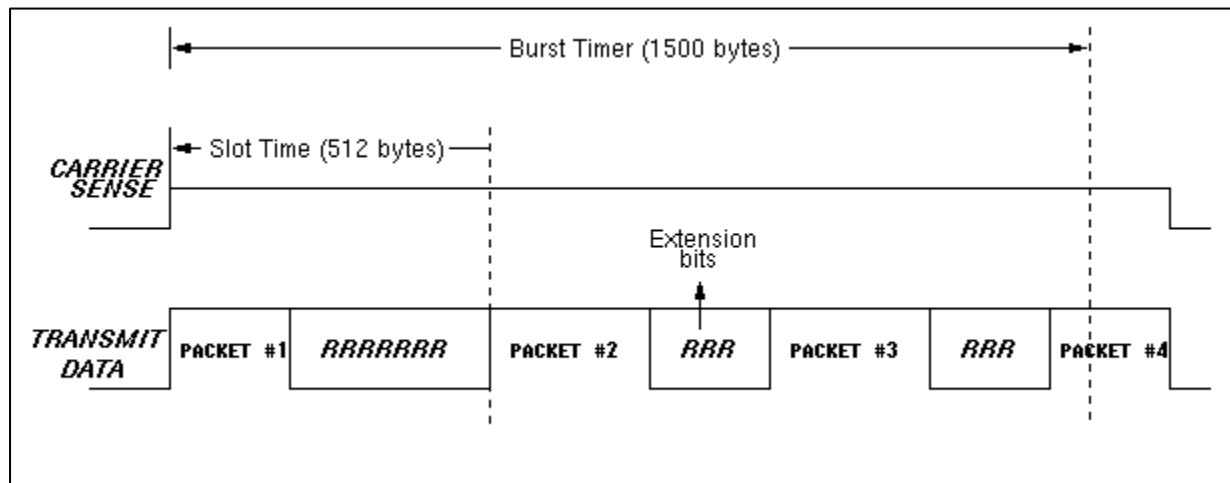 Burst Timer (1500 bytes)
Slot Time (512 bytes)
CARRIER
SENSE
Extension
bits
TRANSMIT
DATA
PACKET #1
RRRRRRR
PACKET #2
RRR
PACKET #3
RRR
PACKET #4